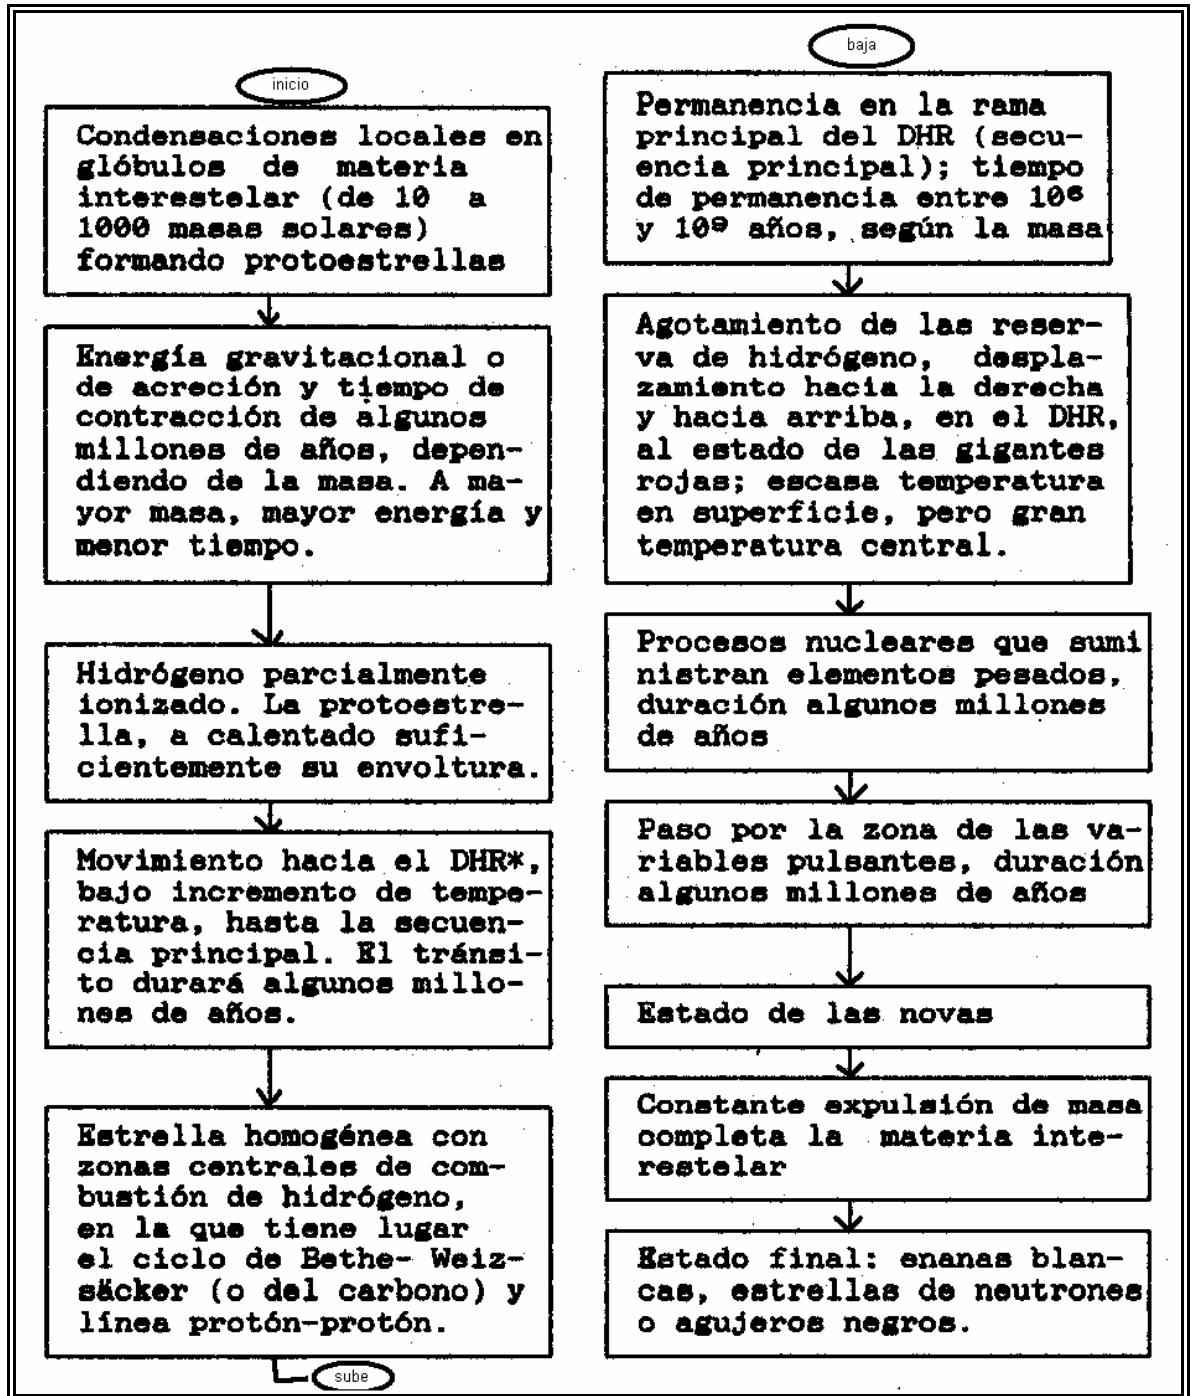 inicio
Condensaciones locales en
glóbulos de materia
interestelar (de 10 a
1000 masas solares)
formando protoestrellas
Energía gravitacional o
de acreción y tiempo de
contracción de algunos
millones de años, depen-
diendo de la masa. A ma-
yor masa, mayor energía y
menor tiempo.
Hidrógeno parcialmente
ionizado. La protoestre-
lla, a calentado sufi-
cientemente su envoltura.
Movimiento hacia el DHR*,
bajo incremento de tempe-
ratura, hasta la secuen-
cia principal. El tránsi-
to durará algunos millo-
nes de años.
Estrella homogénea con
zonas centrales de com-
bustión de hidrógeno,
en la que tiene lugar
el ciclo de Bethe- Weiz-
säcker (o del carbono) y
línea protón-protón.
sube
baja
Permanencia en la rama
principal del DHR (secu-
encia principal); tiempo
de permanencia entre 10⁶
y 10⁹ años, según la masa
Agotamiento de las reser-
va de hidrógeno, despla-
zamiento hacia la derecha
y hacia arriba, en el DHR,
al estado de las gigantes
rojas; escasa temperatura
en superficie, pero gran
temperatura central.
Procesos nucleares que sumi
nistran elementos pesados,
duración algunos millones
de años
Paso por la zona de las va-
riables pulsantes, duración
algunos millones de años
Estado de las novas
Constante expulsión de masa
completa la materia inte-
restelar
Estado final: enanas blan-
cas, estrellas de neutrones
o agujeros negros.